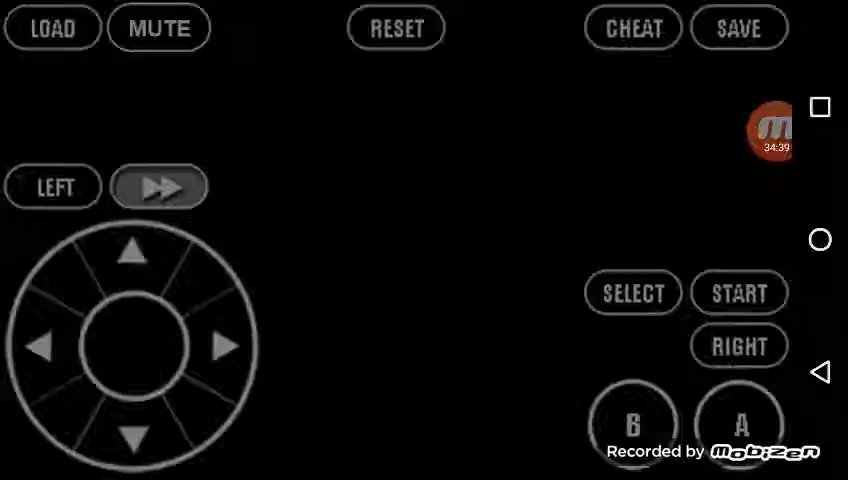 LOAD MUTE RESET CHEAT SAVE
34:39
LEFT
SELECT START
RIGHT
B A
Recorded by mobizen